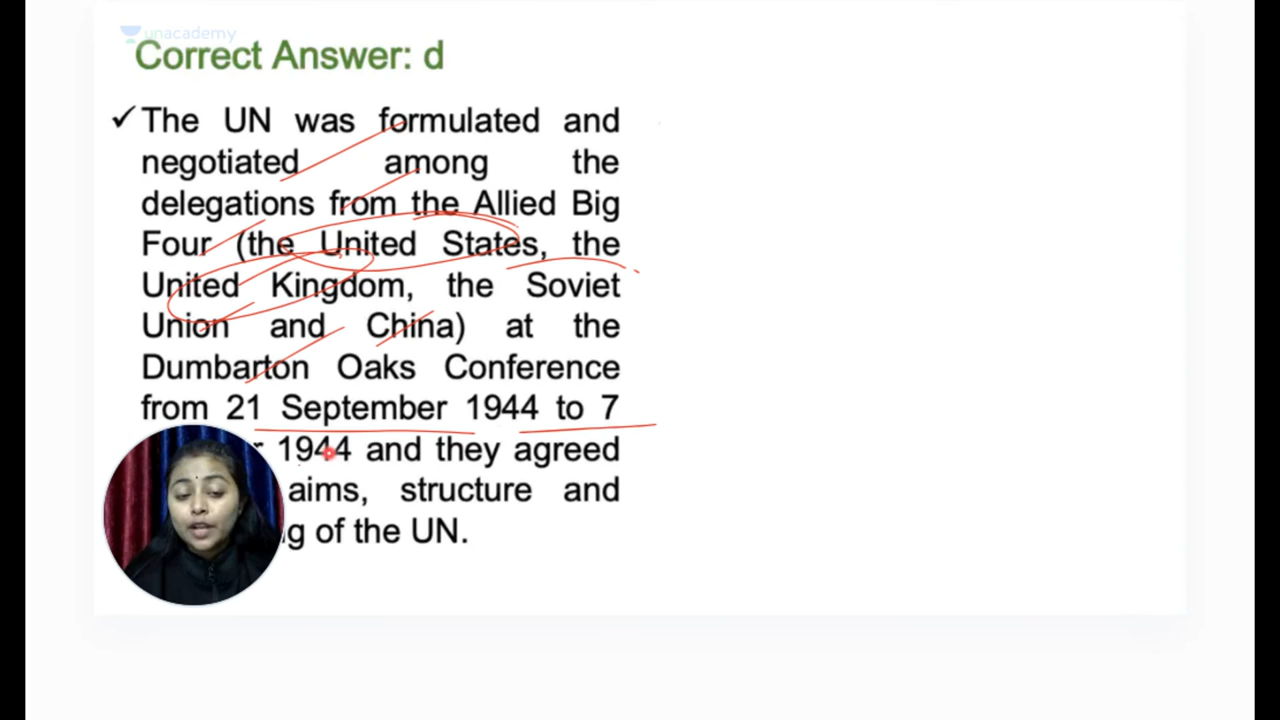 unacademy
Correct Answer: d
✓ The UN was formulated and
negotiated among the
delegations from the Allied Big
Four (the United States, the
United Kingdom, the Soviet
Union and China) at the
Dumbarton Oaks Conference
from 21 September 1944 to 7
1944 and they agreed
aims, structure and
of the UN.